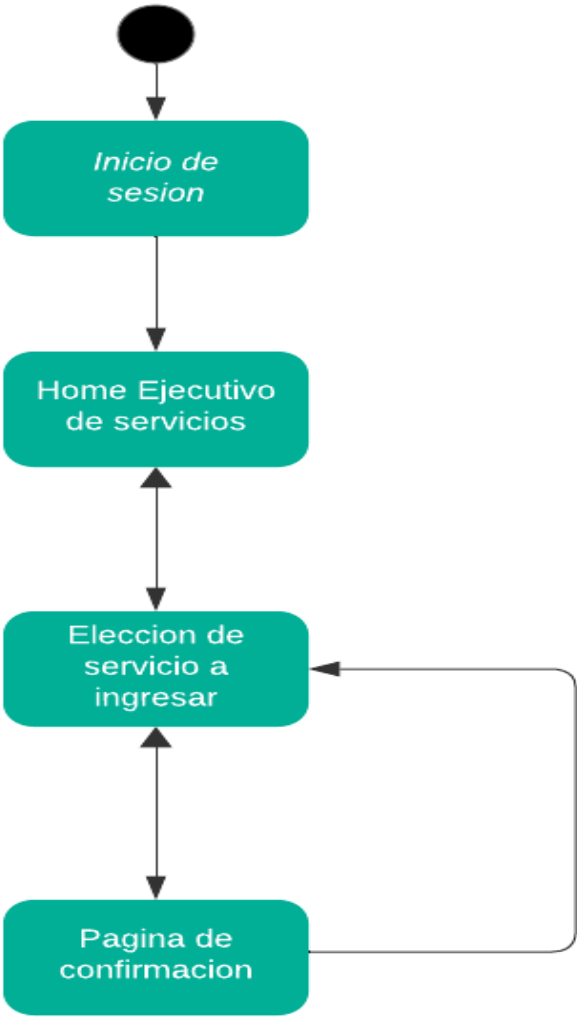 Inicio de
sesion
Home Ejecutivo
de servicios
Eleccion de
servicio a
ingresar
Pagina de
confirmacion